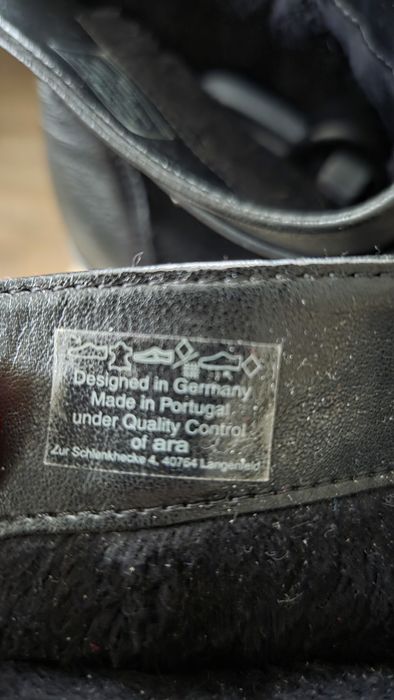 Designed in Germany
Made in Portugal
under Quality Control
of ara
Zur Schlenkhecke 4, 40764 Langenfeld